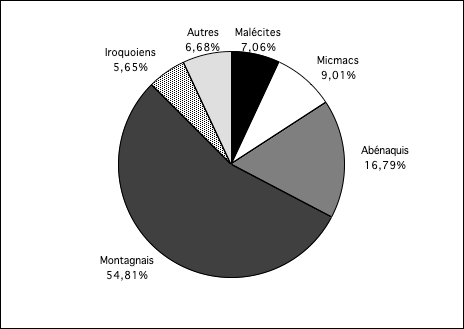 Autres
6,68%
Malécites
7,06%
Iroquoiens
5,65%
Micmacs
9,01%
Abénaquis
16,79%
Montagnais
54,81%